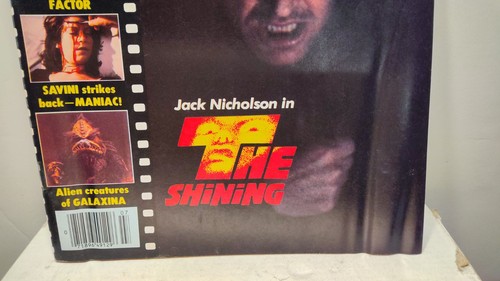 FACTOR
SAVINI strikes
back—MANIAC!
Alien creatures
of GALAXINA
Jack Nicholson in
THE
SHiNiNG